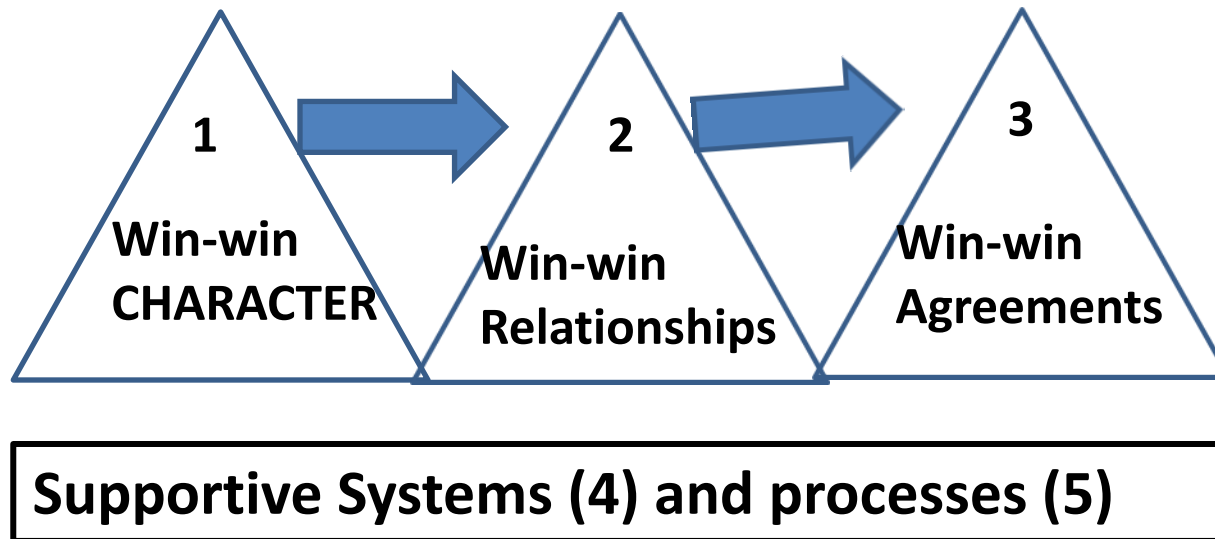 1
Win-win
CHARACTER
2
Win-win
Relationships
3
Win-win
Agreements
Supportive Systems (4) and processes (5)